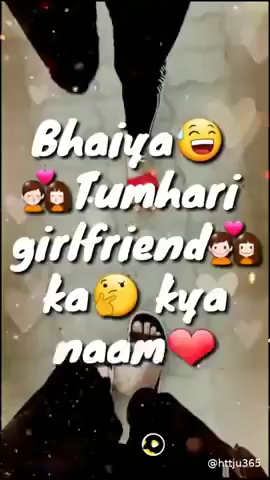 Bhaiya😅
💑Tumhari
girlfriend💑
ka🤔 kya
naam❤️
@httju365